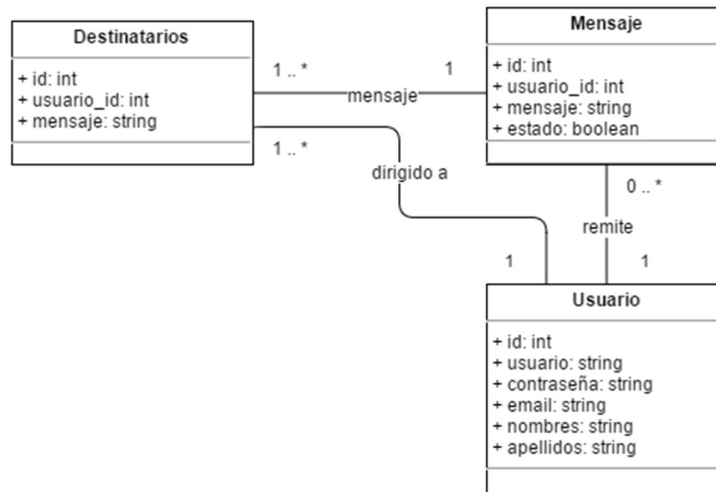 Destinatarios
+ id: int
+ usuario_id: int
+ mensaje: string
1 .. *
mensaje
1
Mensaje
+ id: int
+ usuario_id: int
+ mensaje: string
+ estado: boolean
1 .. *
dirigido a
1
0 .. *
remite
1
Usuario
+ id: int
+ usuario: string
+ contraseña: string
+ email: string
+ nombres: string
+ apellidos: string